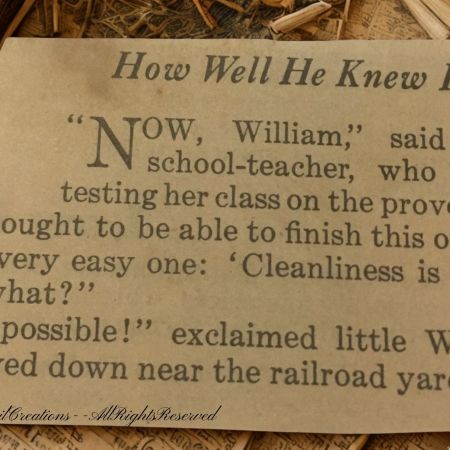 How Well He Knew
"NOW, William," said
school-teacher, who
testing her class on the prove
ought to be able to finish this o
very easy one: 'Cleanliness is
what?"
possible!" exclaimed little W
ved down near the railroad yard
ilCreations - -AllRightsReserved